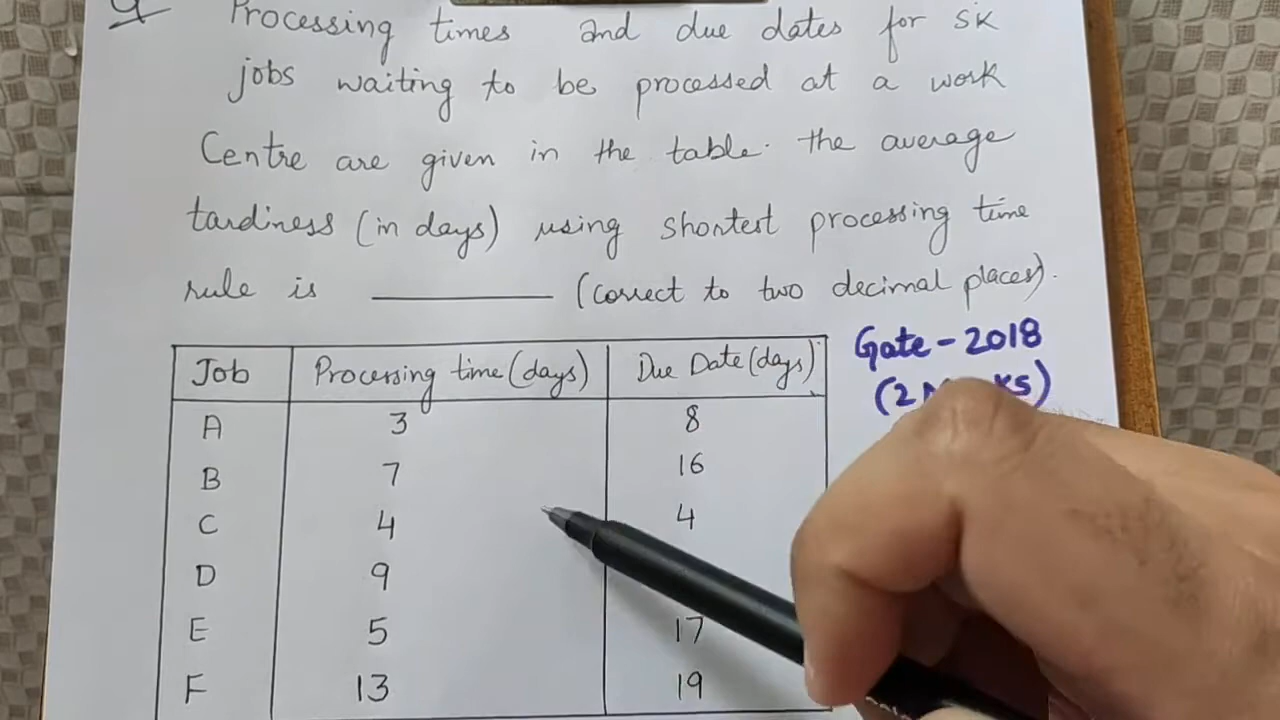 Processing times and due dates for six
jobs waiting to be processed at a work
Centre are given in the table. the average
tardiness (in days) using shortest processing time
rule is ________ (correct to two decimal places).
Gate-2018
(2
Job Processing time (days) Due Date (days)
A 3 8
B 7 16
C 4 4
D 9
E 5 17
F 13 19